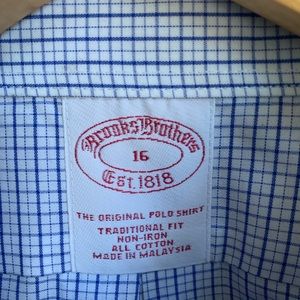 Brooks Brothers
16
Est. 1818
THE ORIGINAL POLO SHIRT
TRADITIONAL FIT
NON-IRON
ALL COTTON
MADE IN MALAYSIA